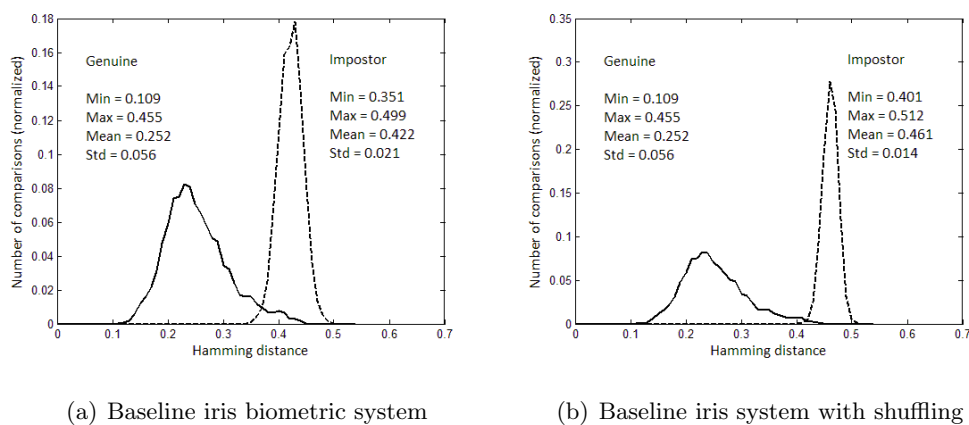 0.18
0.16
0.14
0.12
0.1
0.08
0.06
0.04
0.02
0
Number of comparisons (normalized)
Genuine
Min = 0.109
Max = 0.455
Mean = 0.252
Std = 0.056
Impostor
Min = 0.351
Max = 0.499
Mean = 0.422
Std = 0.021
0 0.1 0.2 0.3 0.4 0.5 0.6 0.7
Hamming distance
(a) Baseline iris biometric system
0.35
0.3
0.25
0.2
0.15
0.1
0.05
0
Number of comparisons (normalized)
Genuine
Min = 0.109
Max = 0.455
Mean = 0.252
Std = 0.056
Impostor
Min = 0.401
Max = 0.512
Mean = 0.461
Std = 0.014
0 0.1 0.2 0.3 0.4 0.5 0.6 0.7
Hamming distance
(b) Baseline iris system with shuffling